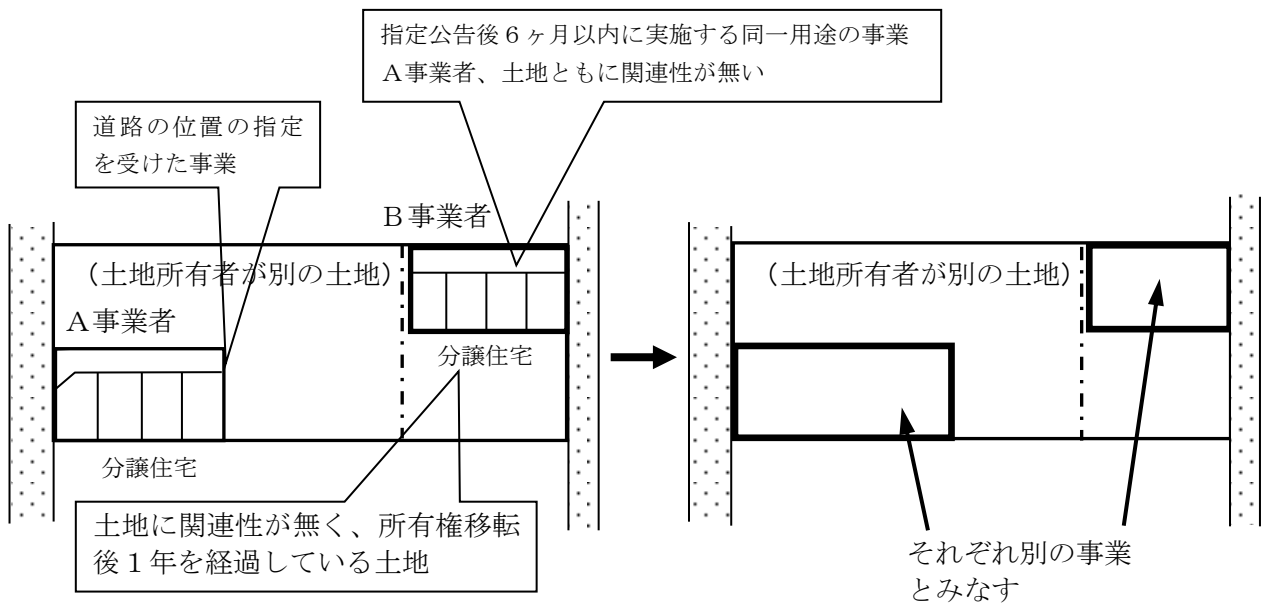 指定公告後６ヶ月以内に実施する同一用途の事業
Ａ事業者、土地ともに関連性が無い
道路の位置の指定
を受けた事業
Ｂ事業者
（土地所有者が別の土地）
Ａ事業者
分譲住宅
分譲住宅
土地に関連性が無く、所有権移転
後１年を経過している土地
（土地所有者が別の土地）
それぞれ別の事業
とみなす